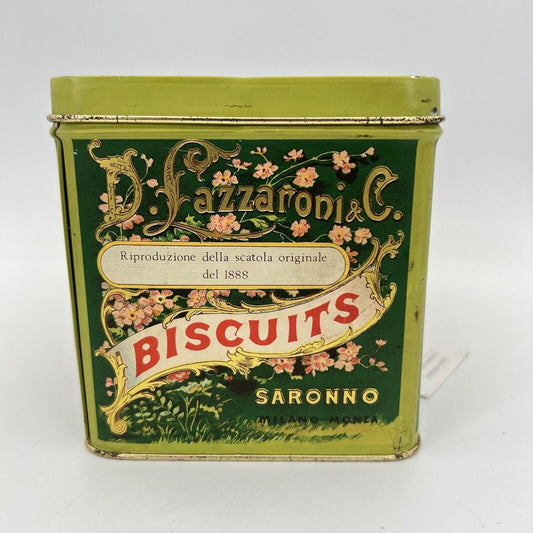 D. Lazzaroni & C.
Riproduzione della scatola originale
del 1888
BISCUITS
SARONNO
MILANO-MONZA